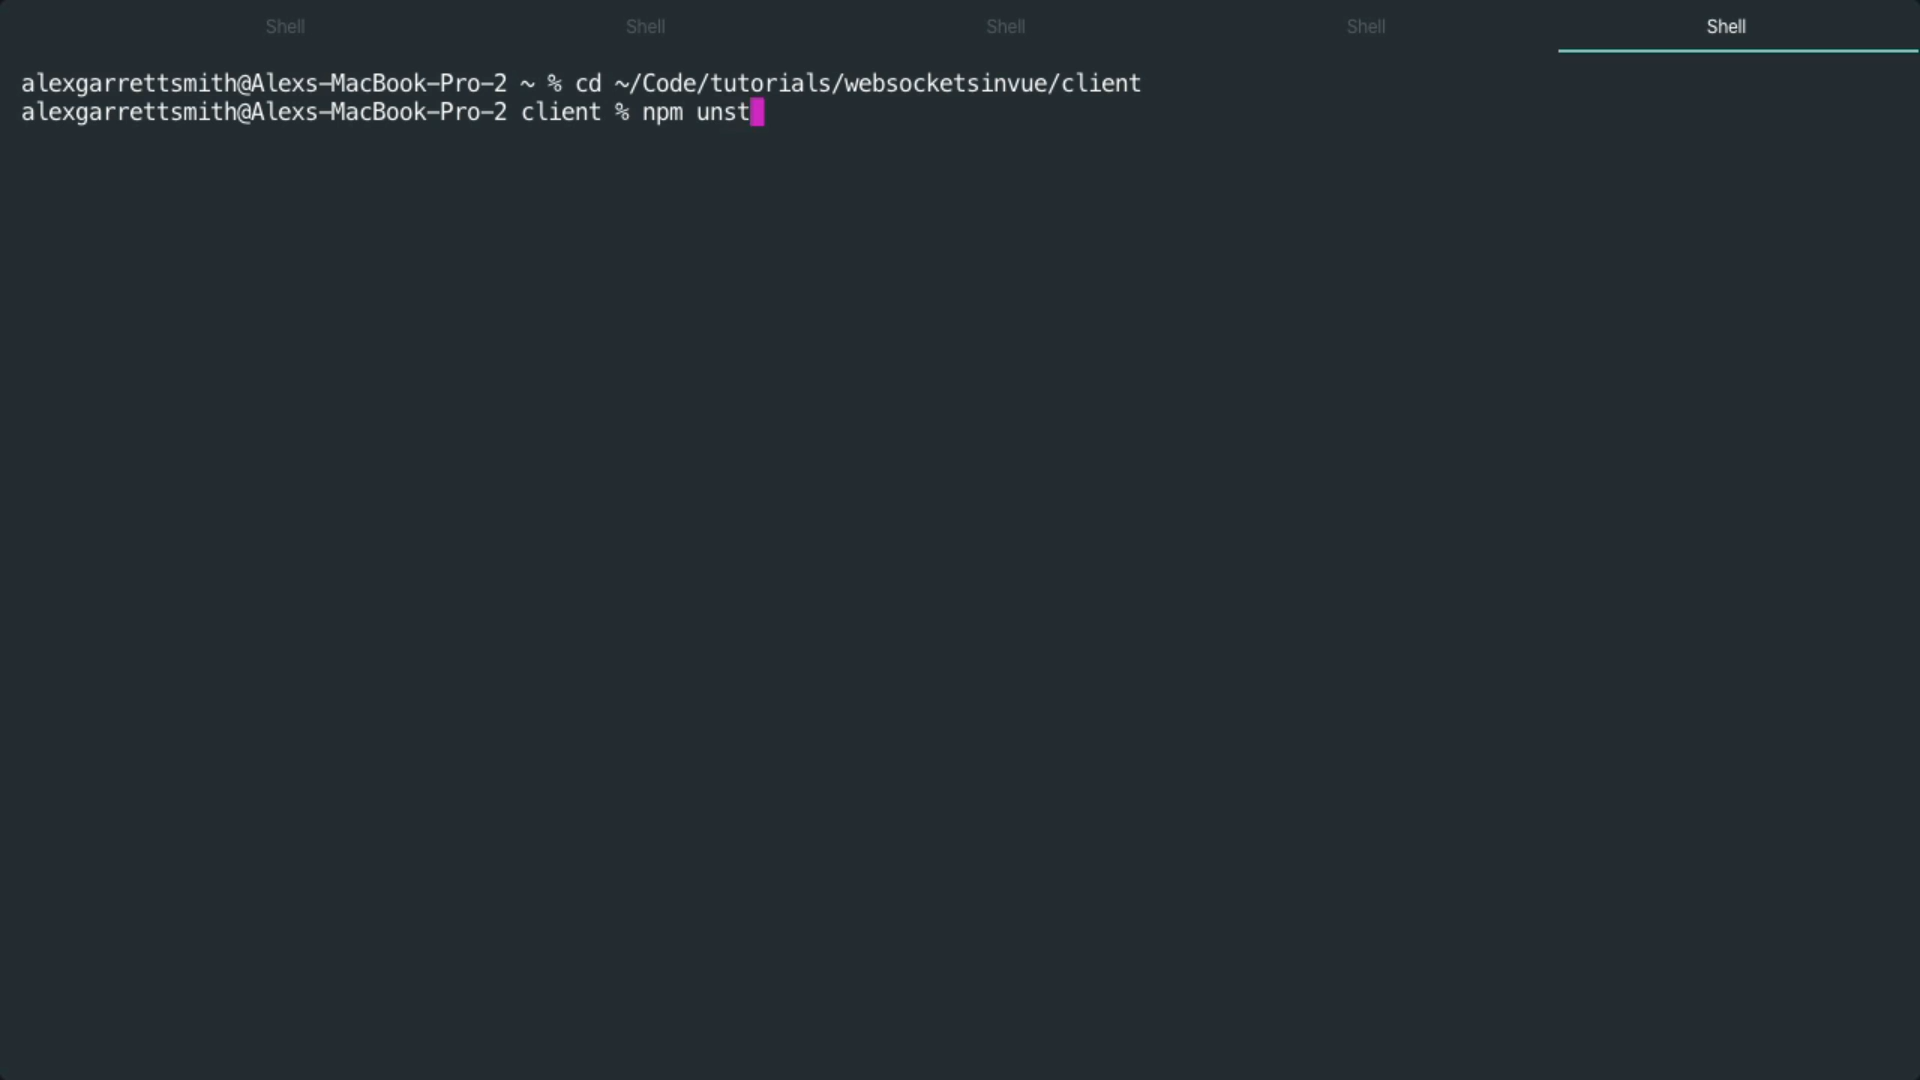 Shell Shell Shell Shell Shell
alexgarrettsmith@Alexs-MacBook-Pro-2 ~ % cd ~/Code/tutorials/websocketsinvue/client
alexgarrettsmith@Alexs-MacBook-Pro-2 client % npm unst